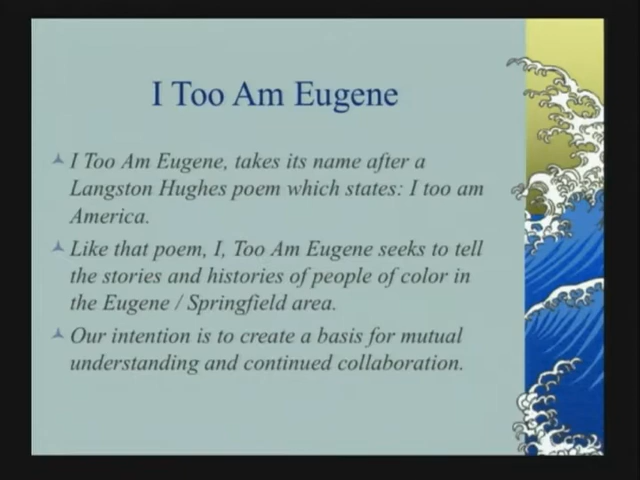 I Too Am Eugene
I Too Am Eugene, takes its name after a
Langston Hughes poem which states: I too am
America.
Like that poem, I, Too Am Eugene seeks to tell
the stories and histories of people of color in
the Eugene / Springfield area.
Our intention is to create a basis for mutual
understanding and continued collaboration.